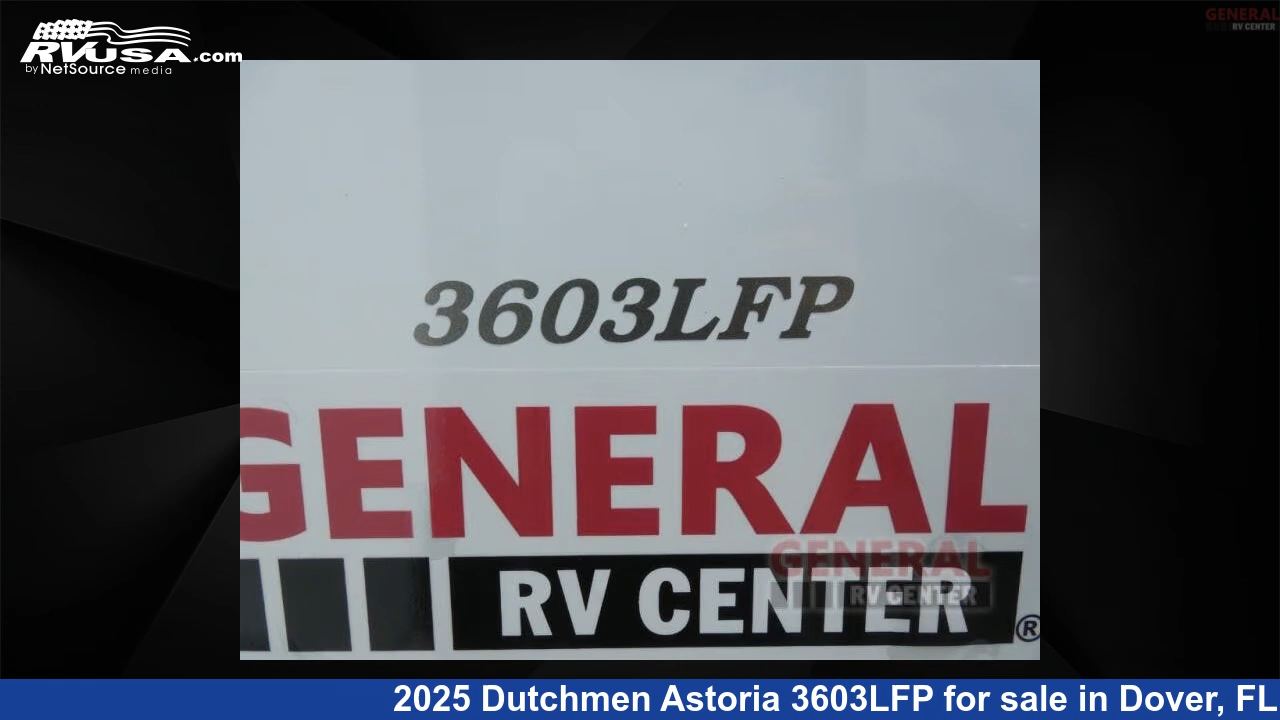 GENERAL
RV CENTER
RVUSA.com
by NetSource media
3603LFP
GENERAL
RV CENTER
®
GENERAL
RV CENTER
2025 Dutchmen Astoria 3603LFP for sale in Dover, FL